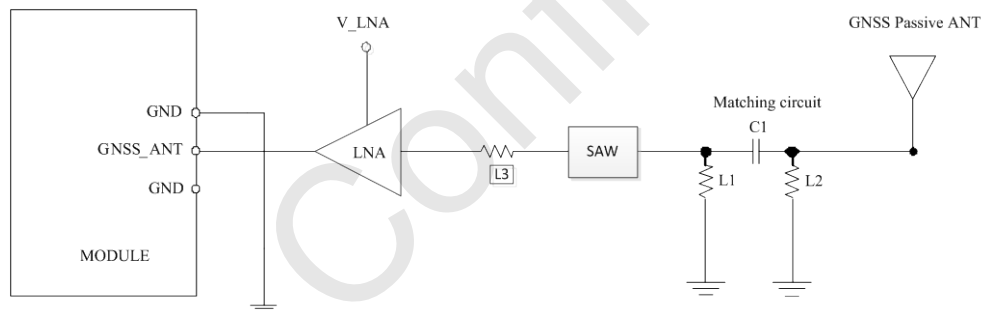 V_LNA
GNSS Passive ANT
GND
Matching circuit
C1
GNSS_ANT
LNA
L3
SAW
L1
L2
GND
MODULE